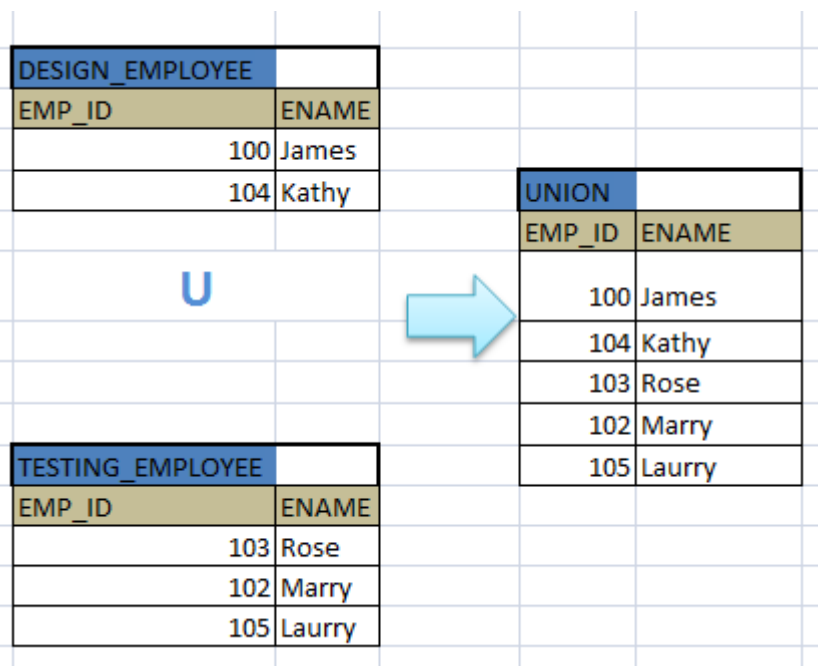 DESIGN_EMPLOYEE
EMP_ID ENAME
100 James
104 Kathy
U
TESTING_EMPLOYEE
EMP_ID ENAME
103 Rose
102 Marry
105 Laurry
UNION
EMP_ID ENAME
100 James
104 Kathy
103 Rose
102 Marry
105 Laurry